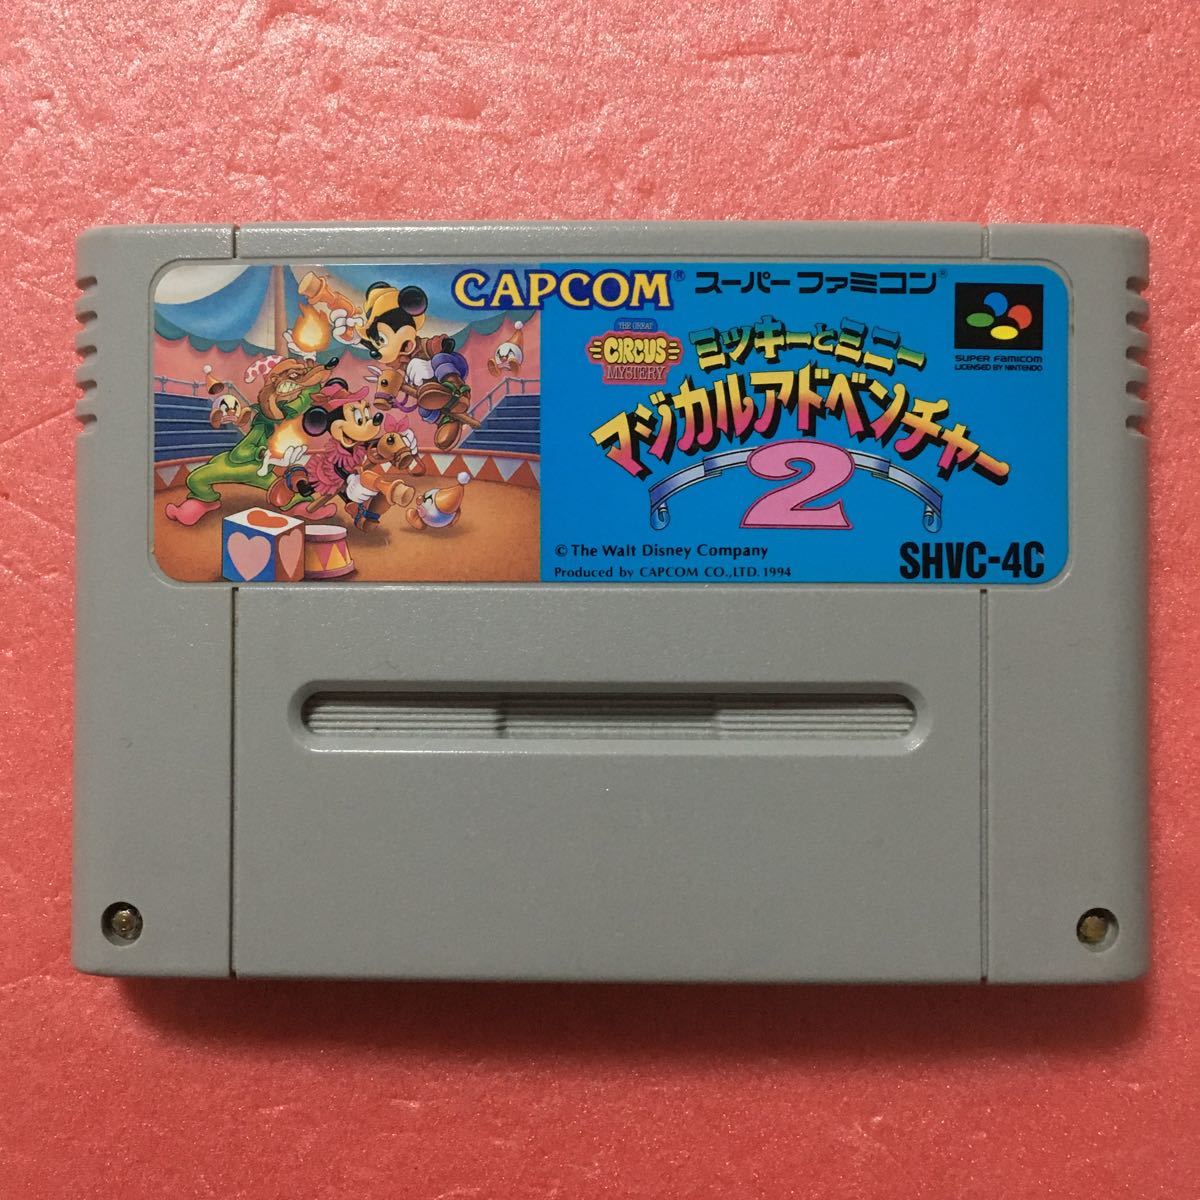 CAPCOM®
スーパーファミコン®
THE GREAT
CIRCUS
MYSTERY
ミッキーとミニー
マジカルアドベンチャー
2
SUPER FAMICOM
LICENSED BY NINTENDO
© The Walt Disney Company
Produced by CAPCOM CO.,LTD. 1994
SHVC-4C